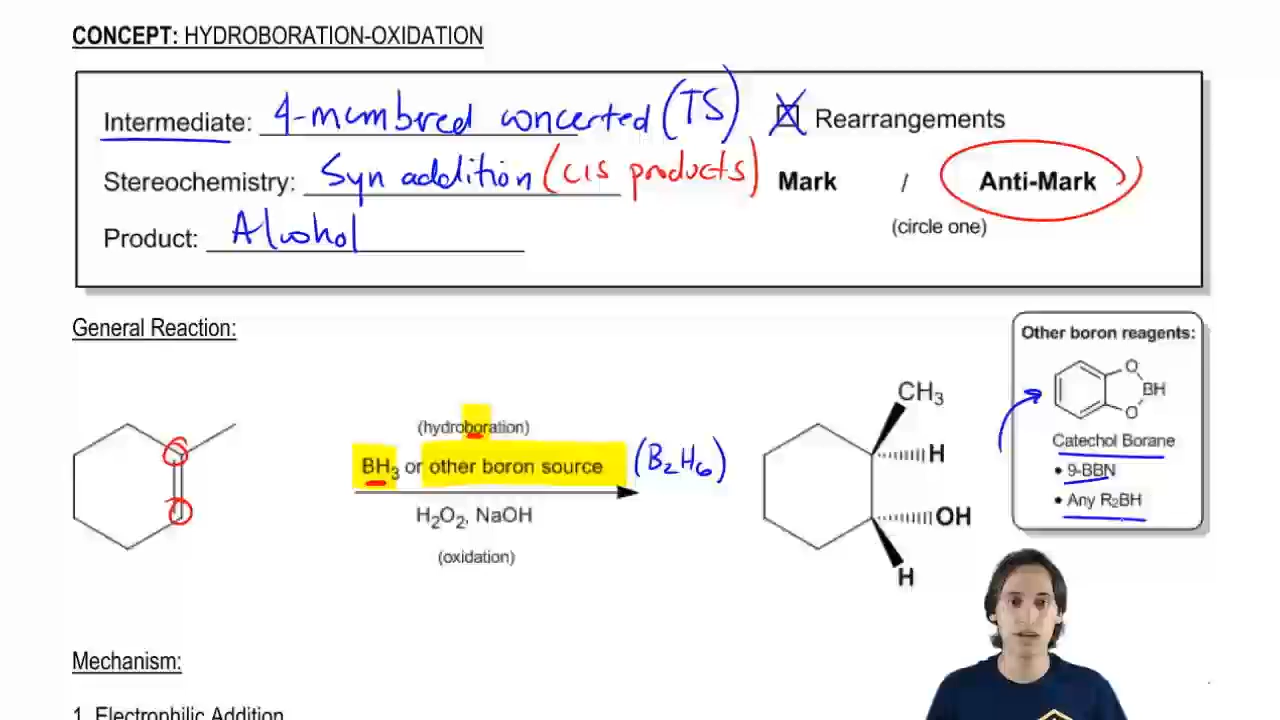 CONCEPT: HYDROBORATION-OXIDATION
Intermediate: 4-membered concerted (TS) Rearrangements
Stereochemistry: Syn addition (cis products) Mark / Anti-Mark
(circle one)
Product: Alcohol
General Reaction:
Other boron reagents:
O
BH
O
Catechol Borane
• 9-BBN
• Any R₂BH
(hydroboration)
BH₃ or other boron source (B₂H₆)
H₂O₂, NaOH
(oxidation)
CH₃
H
OH
H
Mechanism:
1. Electrophilic Addition